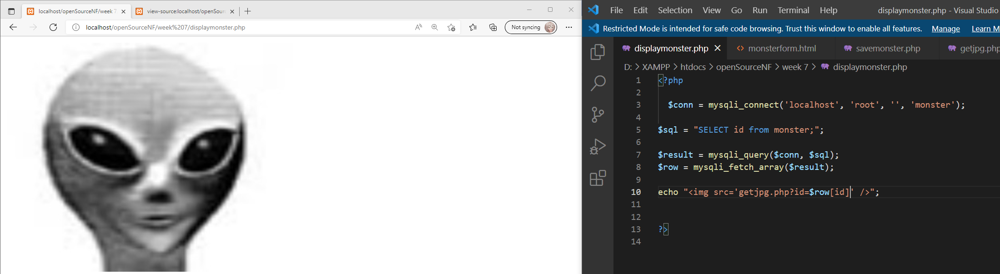 localhost/openSourceNF/week 7
view-source:localhost/openSourc
localhost/openSourceNF/week%207/displaymonster.php
Not syncing
File Edit Selection View Go Run Terminal Help displaymonster.php - Visual Studio
Restricted Mode is intended for safe code browsing. Trust this window to enable all features. Manage Learn M
displaymonster.php monsterform.html savemonster.php getjpg.php
D: > XAMPP > htdocs > openSourceNF > week 7 > displaymonster.php
1 <?php
2
3 $conn = mysqli_connect('localhost', 'root', '', 'monster');
4
5 $sql = "SELECT id from monster;";
6
7 $result = mysqli_query($conn, $sql);
8 $row = mysqli_fetch_array($result);
9
10 echo "<img src='getjpg.php?id=$row[id]' />";
11
12
13 ?>
14